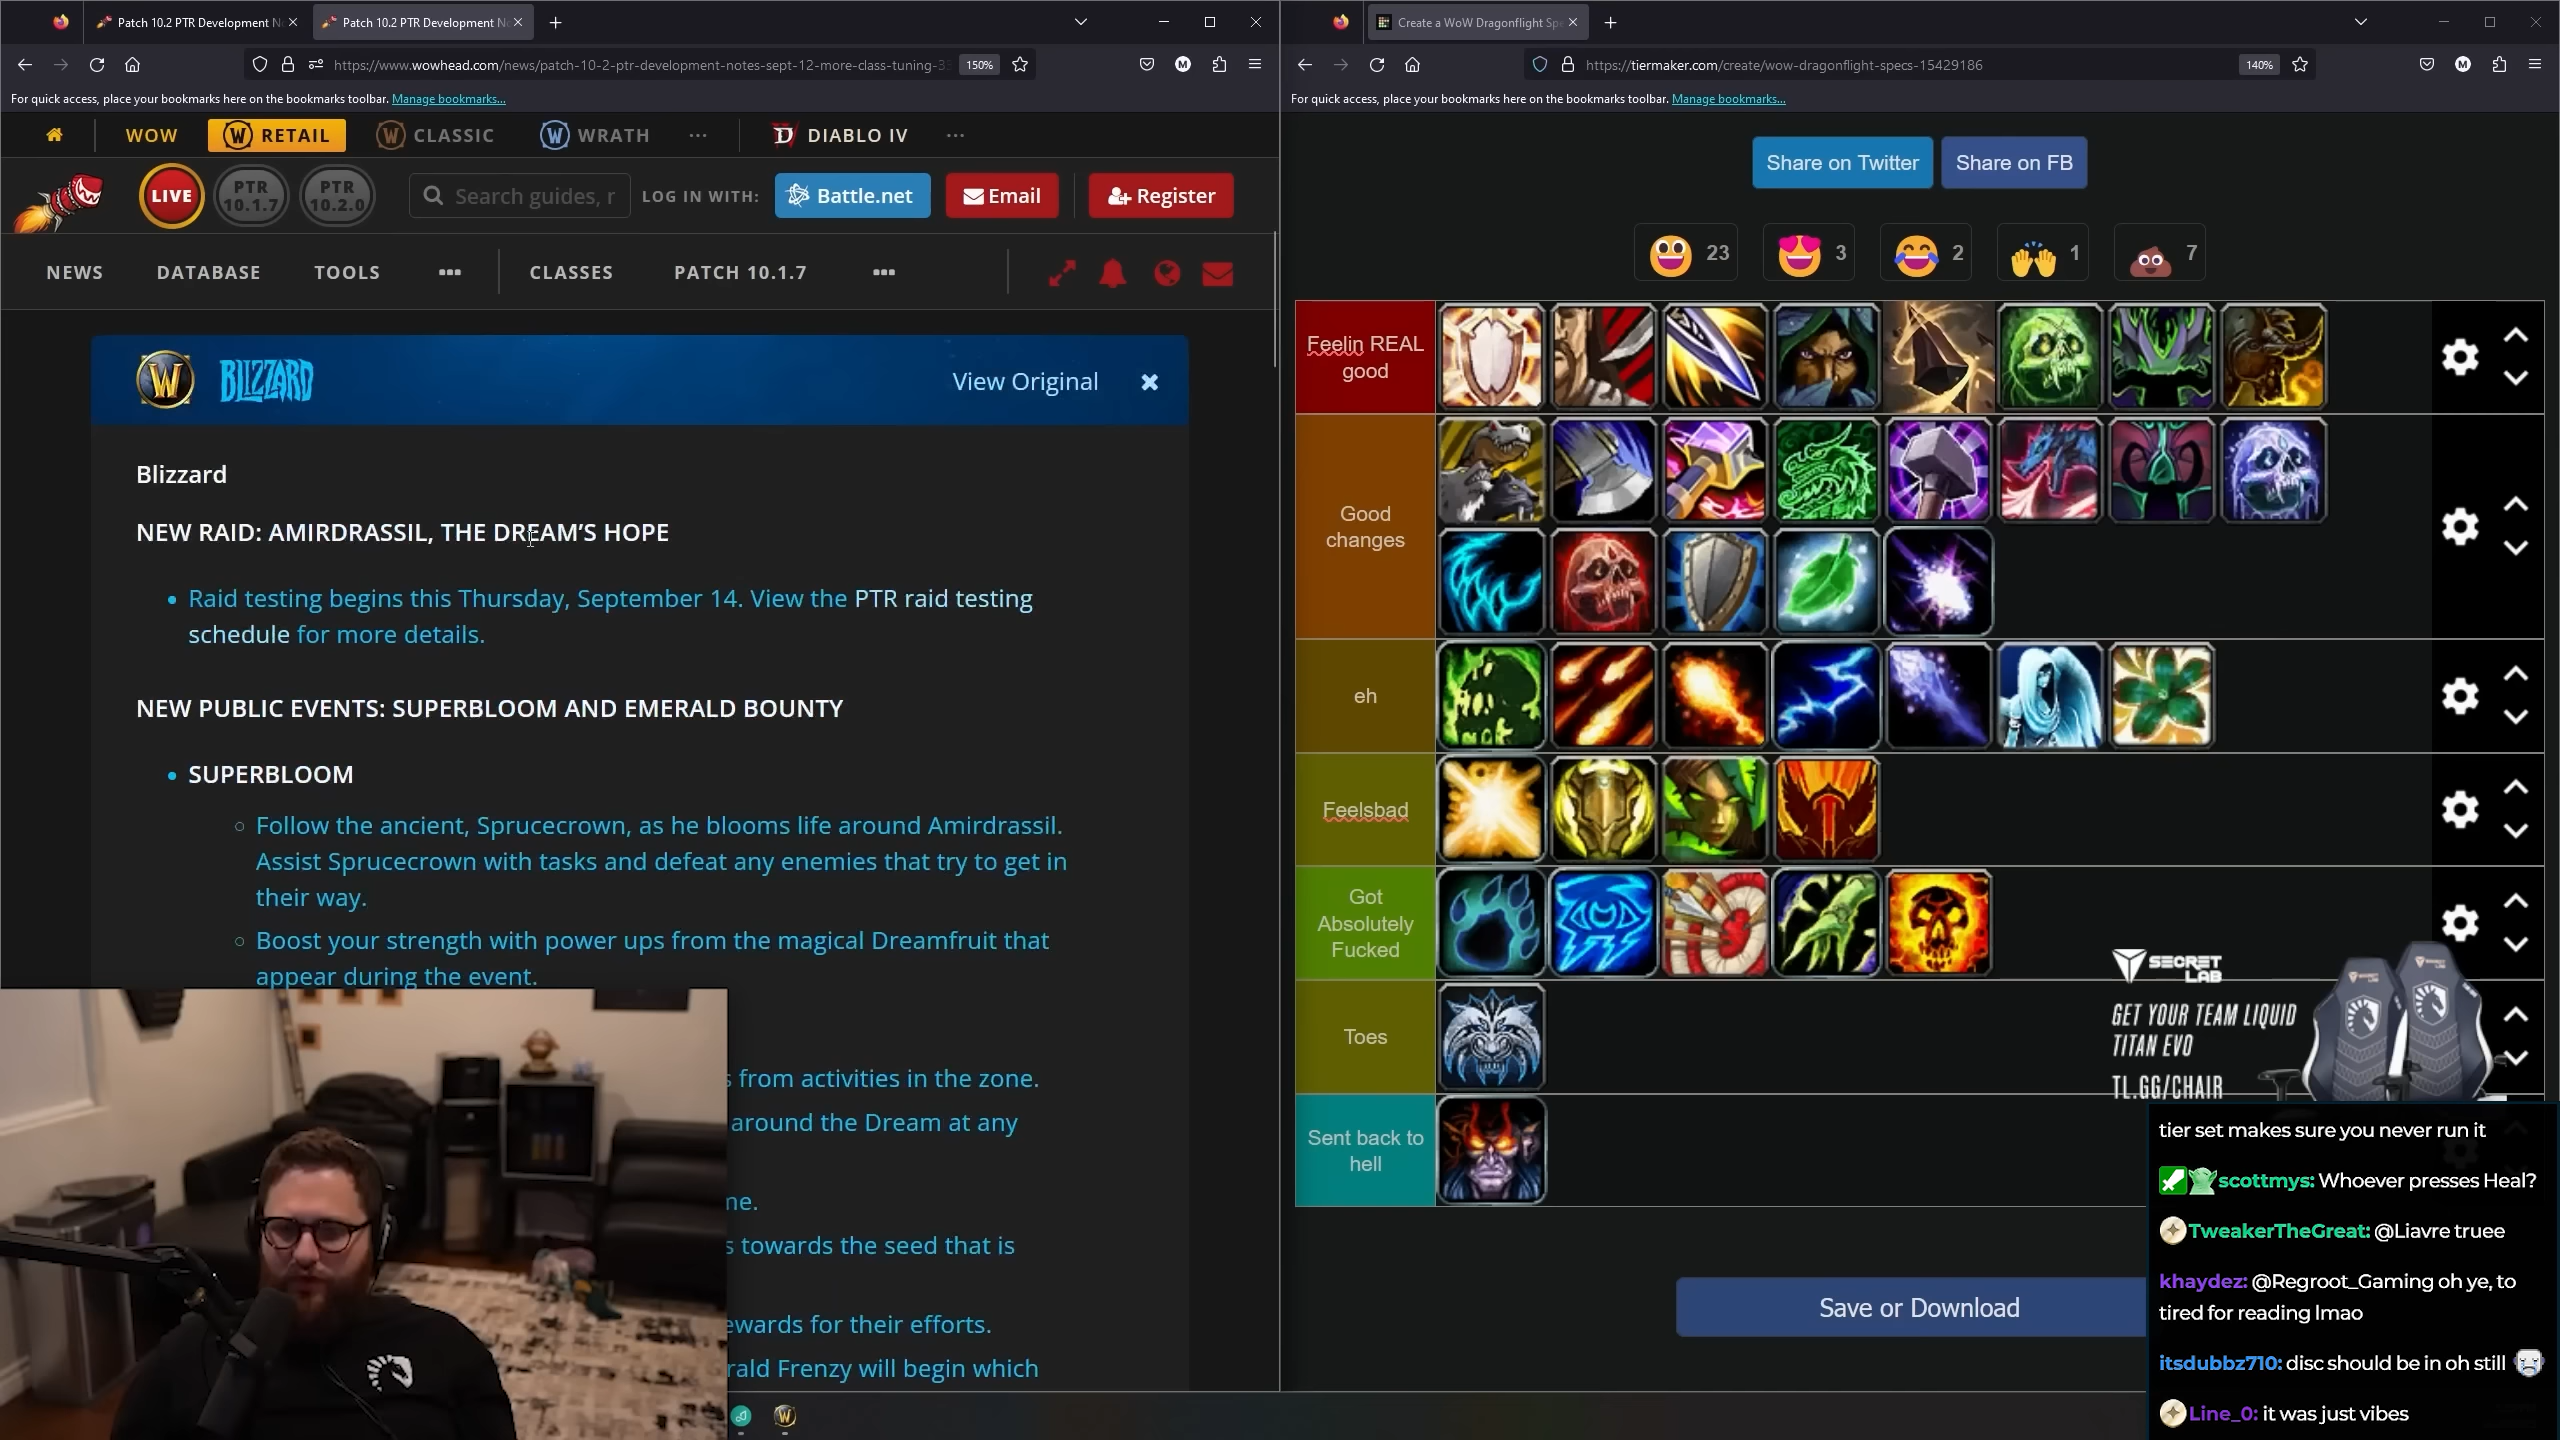 Patch 10.2 PTR Development N
Patch 10.2 PTR Development N
https://www.wowhead.com/news/patch-10-2-ptr-development-notes-sept-12-more-class-tuning-3
150%
For quick access, place your bookmarks here on the bookmarks toolbar. Manage bookmarks...
WOW
RETAIL
CLASSIC
WRATH
DIABLO IV
LIVE
PTR
10.1.7
PTR
10.2.0
Search guides, r
LOG IN WITH:
Battle.net
Email
Register
NEWS
DATABASE
TOOLS
CLASSES
PATCH 10.1.7
BLIZZARD
View Original
Blizzard
NEW RAID: AMIRDRASSIL, THE DREAM'S HOPE
Raid testing begins this Thursday, September 14. View the PTR raid testing
schedule for more details.
NEW PUBLIC EVENTS: SUPERBLOOM AND EMERALD BOUNTY
SUPERBLOOM
Follow the ancient, Sprucecrown, as he blooms life around Amirdrassil.
Assist Sprucecrown with tasks and defeat any enemies that try to get in
their way.
Boost your strength with power ups from the magical Dreamfruit that
appear during the event.
from activities in the zone.
around the Dream at any
me.
towards the seed that is
ewards for their efforts.
rald Frenzy will begin which
Create a WoW Dragonflight Spe
https://tiermaker.com/create/wow-dragonflight-specs-15429186
140%
For quick access, place your bookmarks here on the bookmarks toolbar. Manage bookmarks...
Share on Twitter
Share on FB
23
3
2
1
7
Feelin REAL
good
Good
changes
eh
Feelsbad
Got
Absolutely
Fucked
Toes
Sent back to
hell
SECRET
LAB
GET YOUR TEAM LIQUID
TITAN EVO
TL.GG/CHAIR
Save or Download
tier set makes sure you never run it
scottmys: Whoever presses Heal?
TweakerTheGreat: @Liavre truee
khaydez: @Regroot_Gaming oh ye, to
tired for reading lmao
itsdubbz710: disc should be in oh still
Line_0: it was just vibes